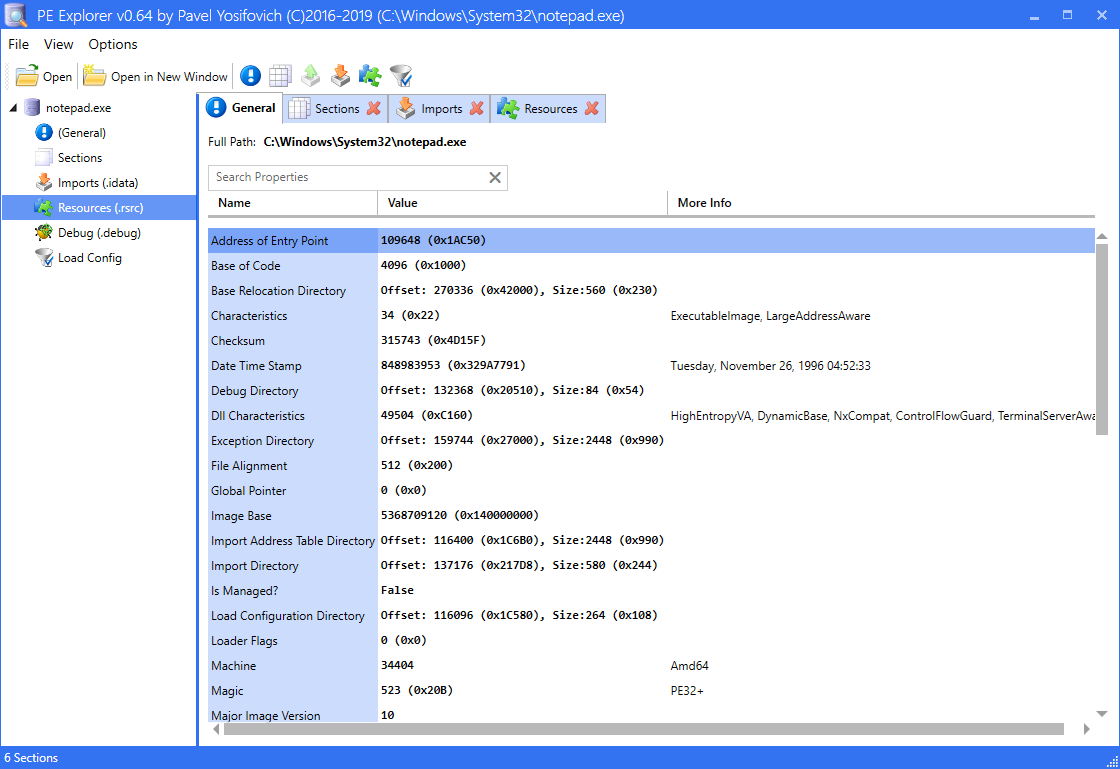 PE Explorer v0.64 by Pavel Yosifovich (C)2016-2019 (C:\Windows\System32\notepad.exe)
File View Options
Open Open in New Window
notepad.exe
(General)
Sections
Imports (.idata)
Resources (.rsrc)
Debug (.debug)
Load Config
General Sections Imports Resources
Full Path: C:\Windows\System32\notepad.exe
Search Properties
Name Value More Info
Address of Entry Point 109648 (0x1AC50)
Base of Code 4096 (0x1000)
Base Relocation Directory Offset: 270336 (0x42000), Size:560 (0x230)
Characteristics 34 (0x22) ExecutableImage, LargeAddressAware
Checksum 315743 (0x4D15F)
Date Time Stamp 848983953 (0x329A7791) Tuesday, November 26, 1996 04:52:33
Debug Directory Offset: 132368 (0x20510), Size:84 (0x54)
Dll Characteristics 49504 (0xC160) HighEntropyVA, DynamicBase, NxCompat, ControlFlowGuard, TerminalServerAwa
Exception Directory Offset: 159744 (0x27000), Size:2448 (0x990)
File Alignment 512 (0x200)
Global Pointer 0 (0x0)
Image Base 5368709120 (0x140000000)
Import Address Table Directory Offset: 116400 (0x1C6B0), Size:2448 (0x990)
Import Directory Offset: 137176 (0x217D8), Size:580 (0x244)
Is Managed? False
Load Configuration Directory Offset: 116096 (0x1C580), Size:264 (0x108)
Loader Flags 0 (0x0)
Machine 34404 Amd64
Magic 523 (0x20B) PE32+
Major Image Version 10
6 Sections